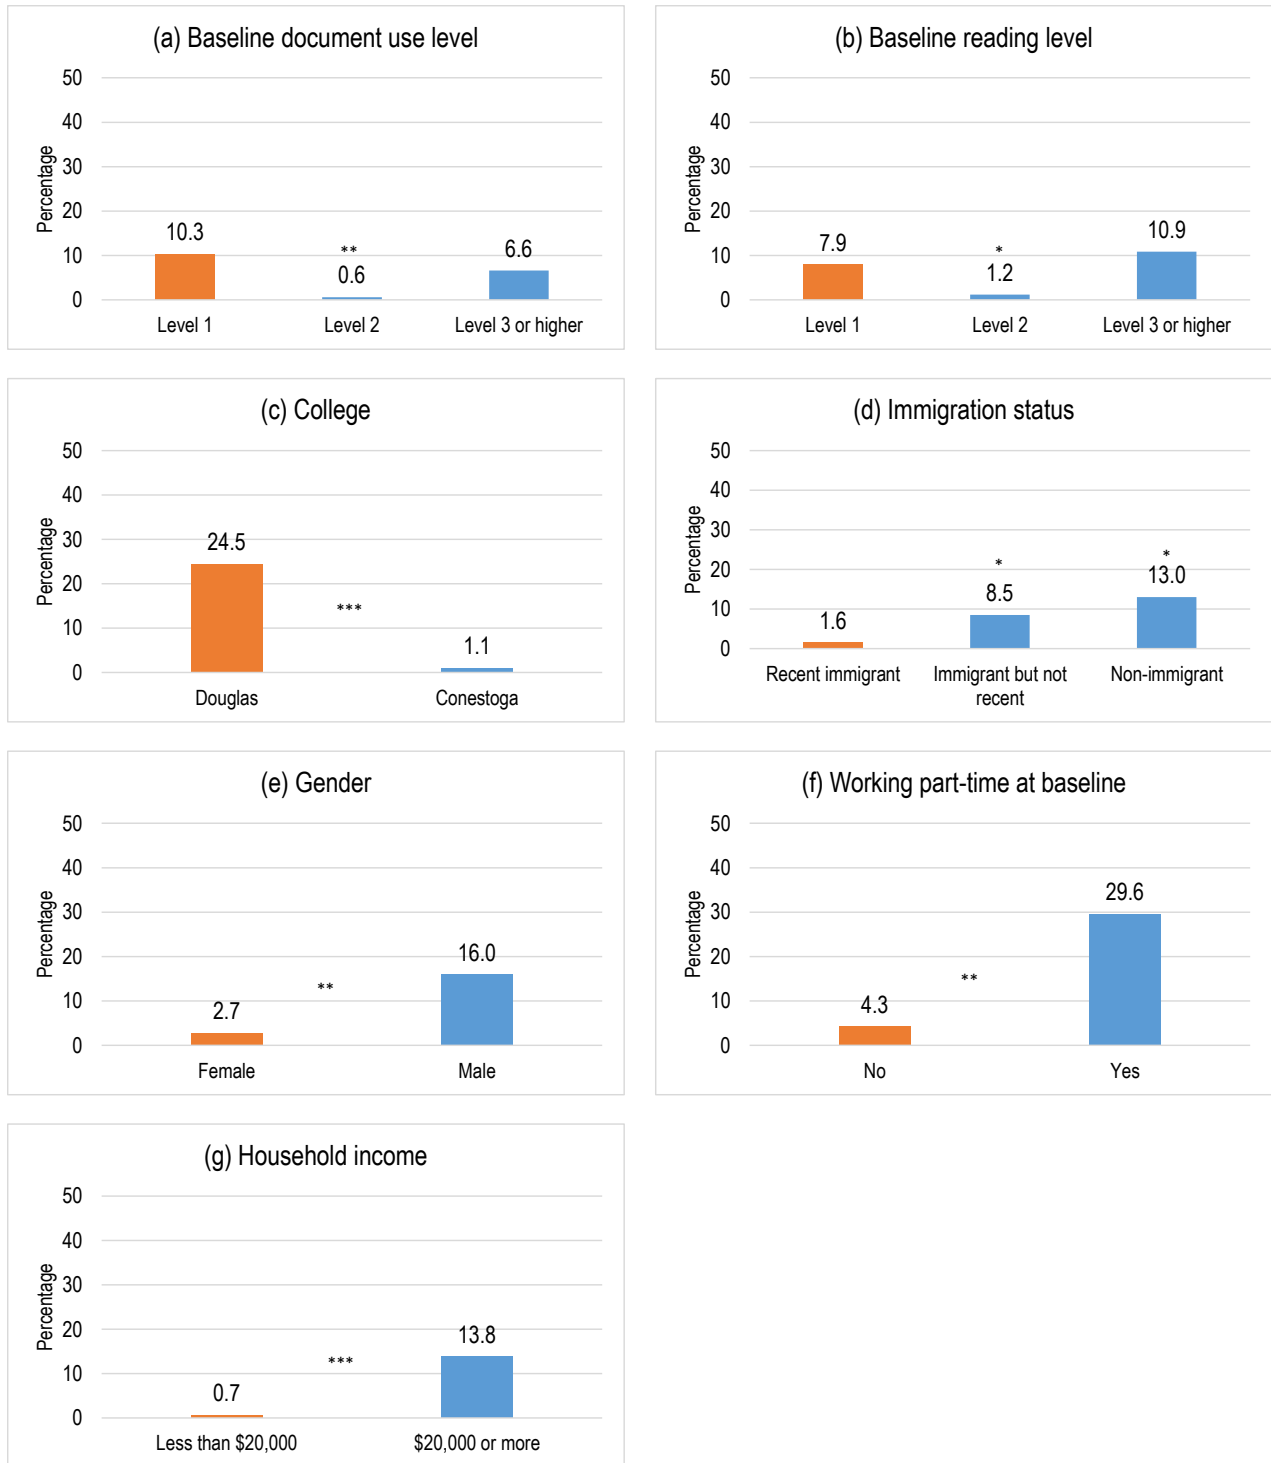 (a) Baseline document use level
Percentage
50
40
30
20
10
0
10.3
**
0.6
6.6
Level 1
Level 2
Level 3 or higher
(b) Baseline reading level
Percentage
50
40
30
20
10
0
7.9
*
1.2
10.9
Level 1
Level 2
Level 3 or higher
(c) College
Percentage
50
40
30
20
10
0
24.5
***
1.1
Douglas
Conestoga
(d) Immigration status
Percentage
50
40
30
20
10
0
1.6
*
8.5
*
13.0
Recent immigrant
Immigrant but not
recent
Non-immigrant
(e) Gender
Percentage
50
40
30
20
10
0
2.7
**
16.0
Female
Male
(f) Working part-time at baseline
Percentage
50
40
30
20
10
0
4.3
**
29.6
No
Yes
(g) Household income
Percentage
50
40
30
20
10
0
0.7
***
13.8
Less than $20,000
$20,000 or more